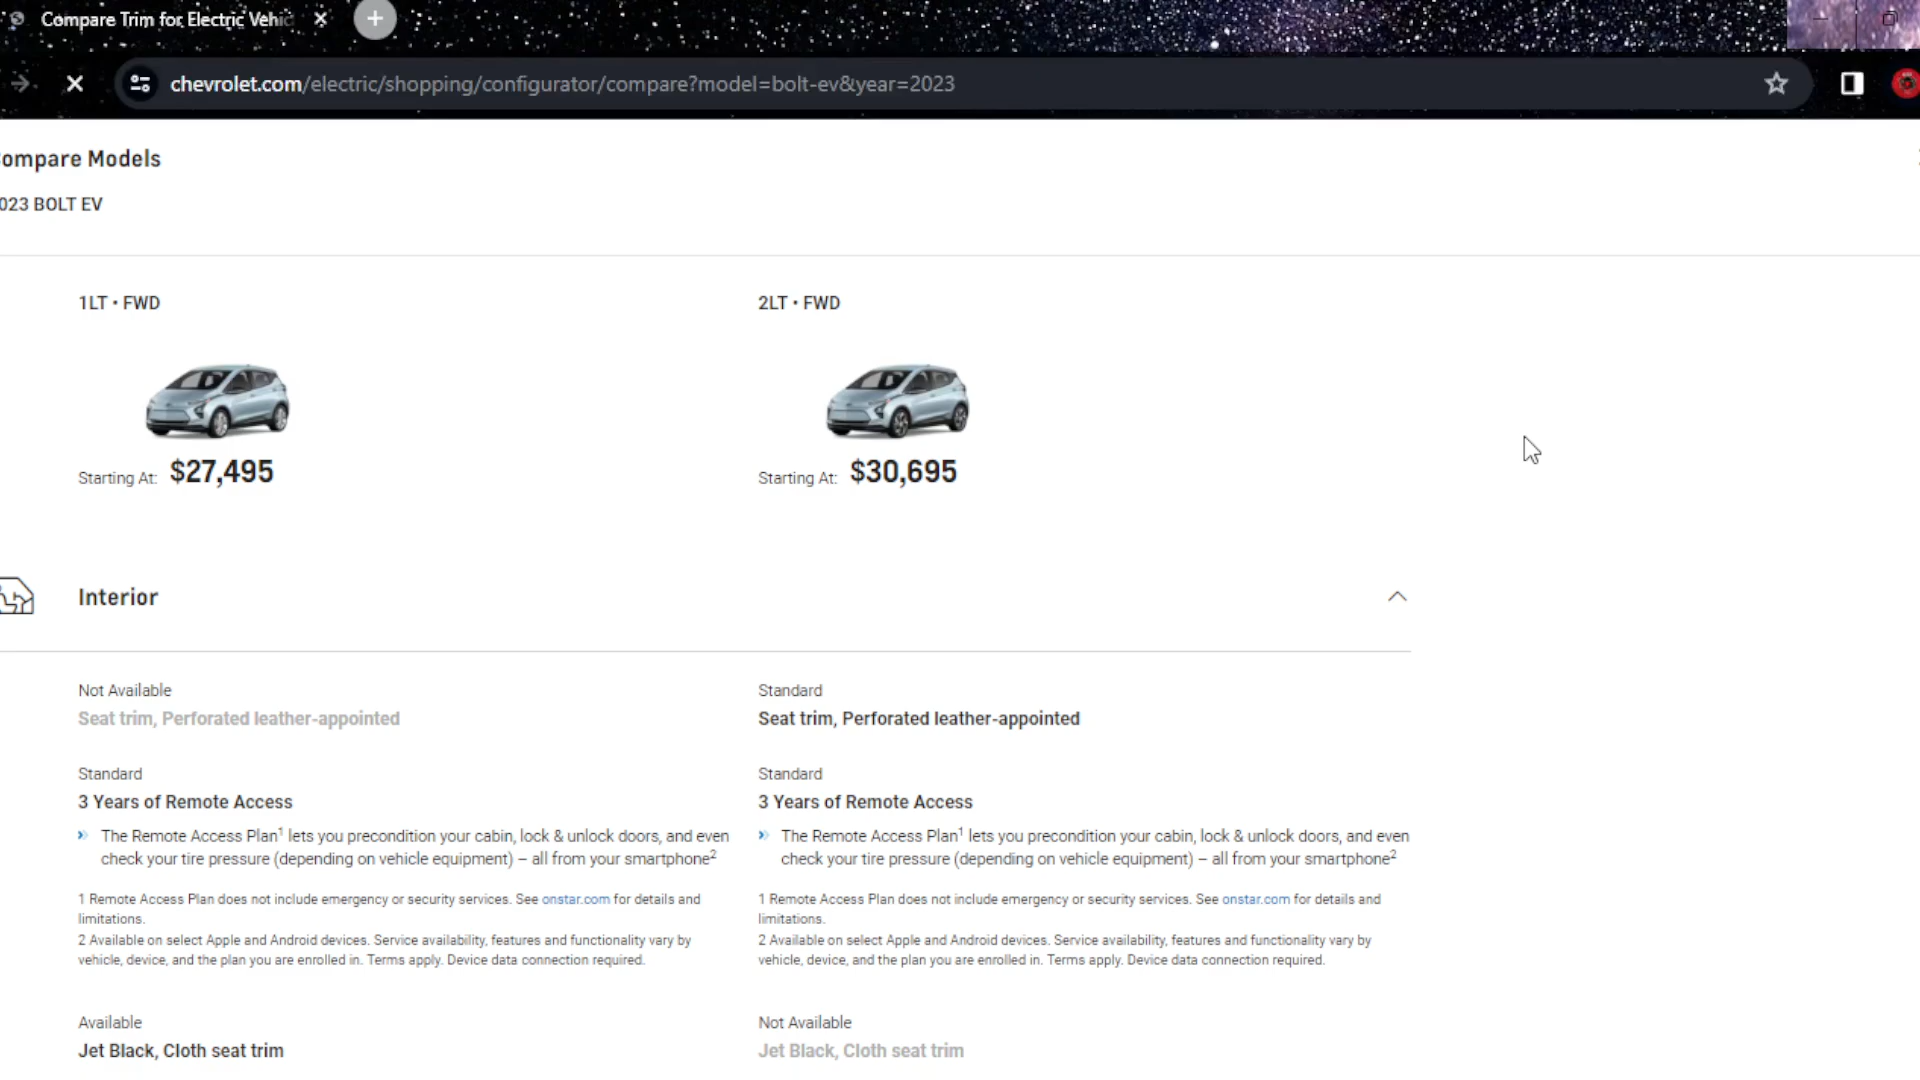 Compare Trim for Electric Vehic
chevrolet.com/electric/shopping/configurator/compare?model=bolt-ev&year=2023
ompare Models
023 BOLT EV
1LT • FWD
2LT • FWD
Starting At: $27,495
Starting At: $30,695
Interior
Not Available
Seat trim, Perforated leather-appointed
Standard
Seat trim, Perforated leather-appointed
Standard
3 Years of Remote Access
» The Remote Access Plan1 lets you precondition your cabin, lock & unlock doors, and even
check your tire pressure (depending on vehicle equipment) – all from your smartphone2
1 Remote Access Plan does not include emergency or security services. See onstar.com for details and
limitations.
2 Available on select Apple and Android devices. Service availability, features and functionality vary by
vehicle, device, and the plan you are enrolled in. Terms apply. Device data connection required.
Standard
3 Years of Remote Access
» The Remote Access Plan1 lets you precondition your cabin, lock & unlock doors, and even
check your tire pressure (depending on vehicle equipment) – all from your smartphone2
1 Remote Access Plan does not include emergency or security services. See onstar.com for details and
limitations.
2 Available on select Apple and Android devices. Service availability, features and functionality vary by
vehicle, device, and the plan you are enrolled in. Terms apply. Device data connection required.
Available
Jet Black, Cloth seat trim
Not Available
Jet Black, Cloth seat trim